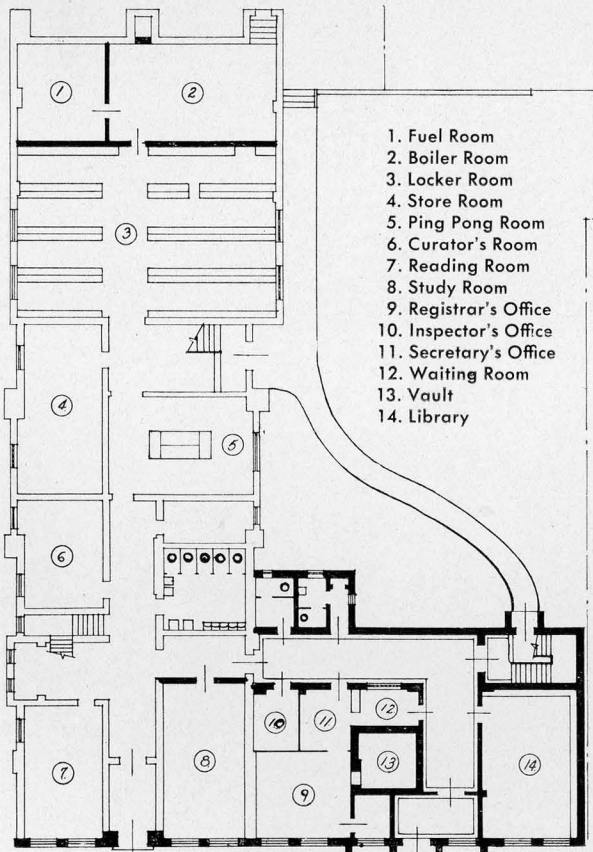 1. Fuel Room
2. Boiler Room
3. Locker Room
4. Store Room
5. Ping Pong Room
6. Curator's Room
7. Reading Room
8. Study Room
9. Registrar's Office
10. Inspector's Office
11. Secretary's Office
12. Waiting Room
13. Vault
14. Library
1
2
3
4
5
6
7.
8
9
10
11
12
13
14.